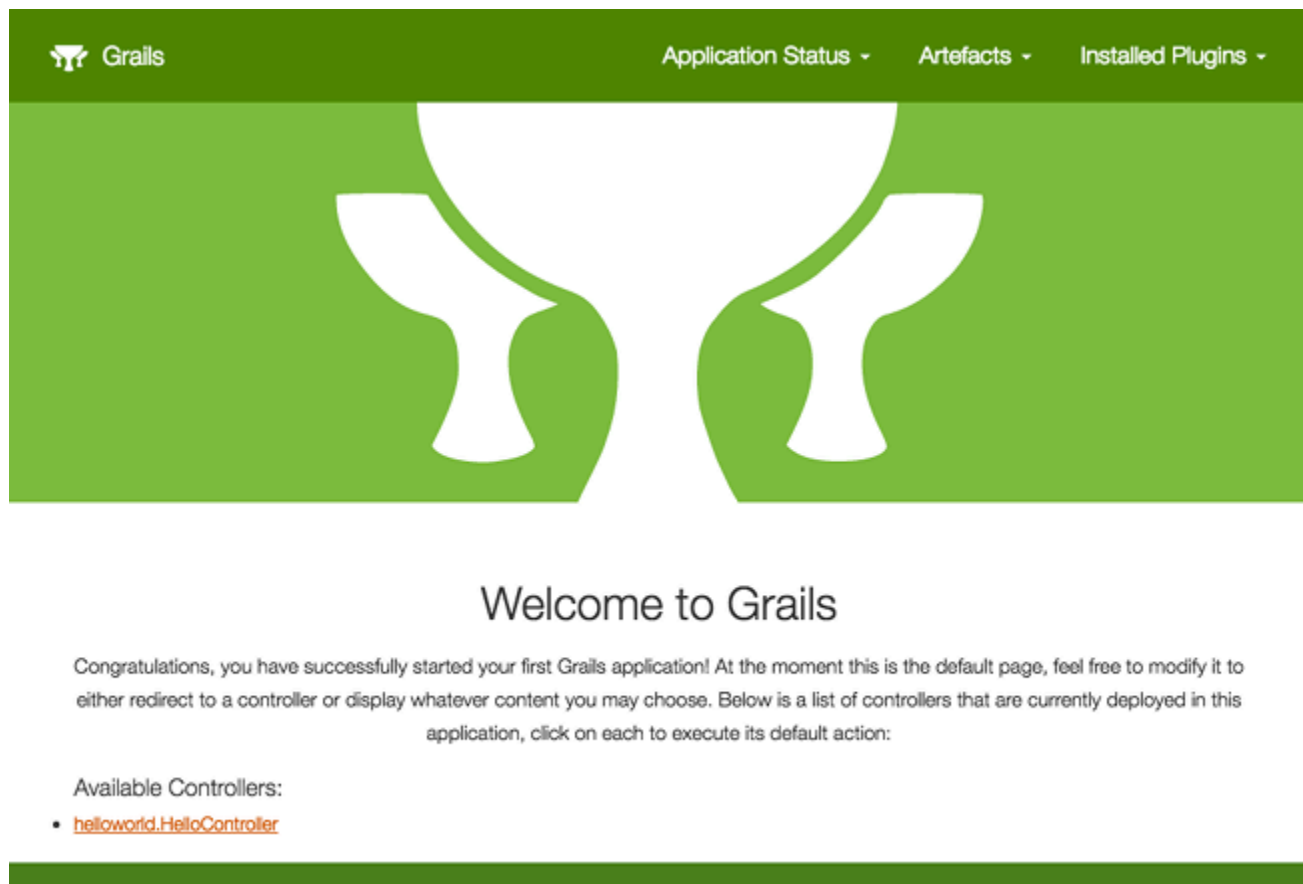 Grails
Application Status
Artefacts
Installed Plugins
Welcome to Grails
Congratulations, you have successfully started your first Grails application! At the moment this is the default page, feel free to modify it to
either redirect to a controller or display whatever content you may choose. Below is a list of controllers that are currently deployed in this
application, click on each to execute its default action:
Available Controllers:
helloworld.HelloController